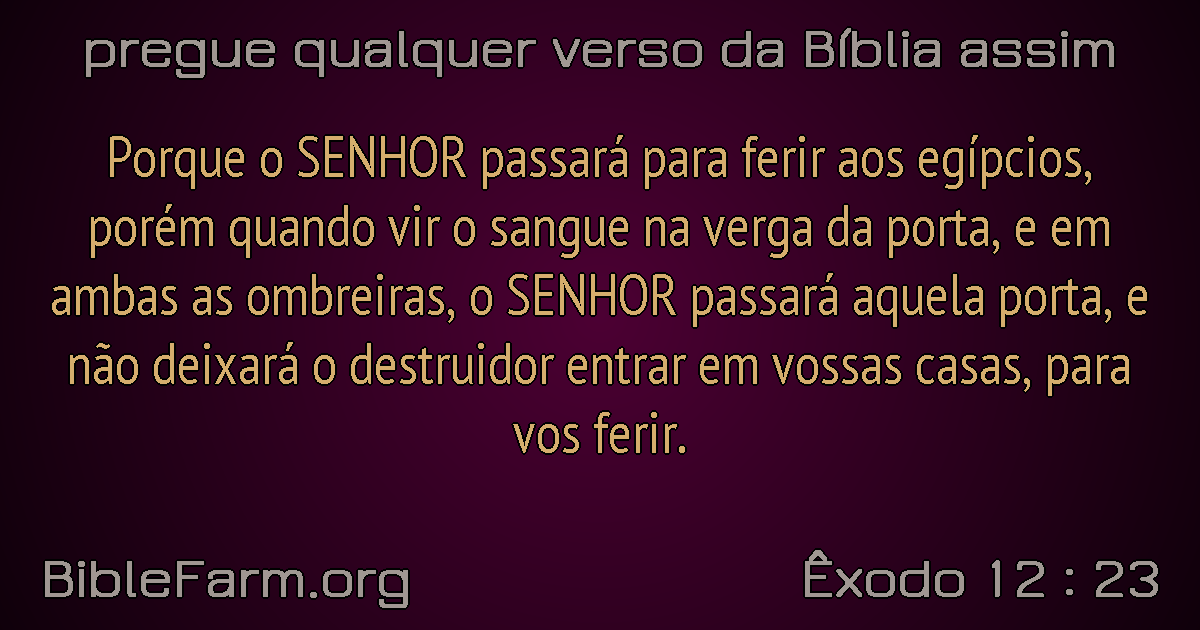 pregue qualquer verso da Bíblia assim
Porque o SENHOR passará para ferir aos egípcios,
porém quando vir o sangue na verga da porta, e em
ambas as ombreiras, o SENHOR passará aquela porta, e
não deixará o destruidor entrar em vossas casas, para
vos ferir.
BibleFarm.org
Êxodo 12 : 23